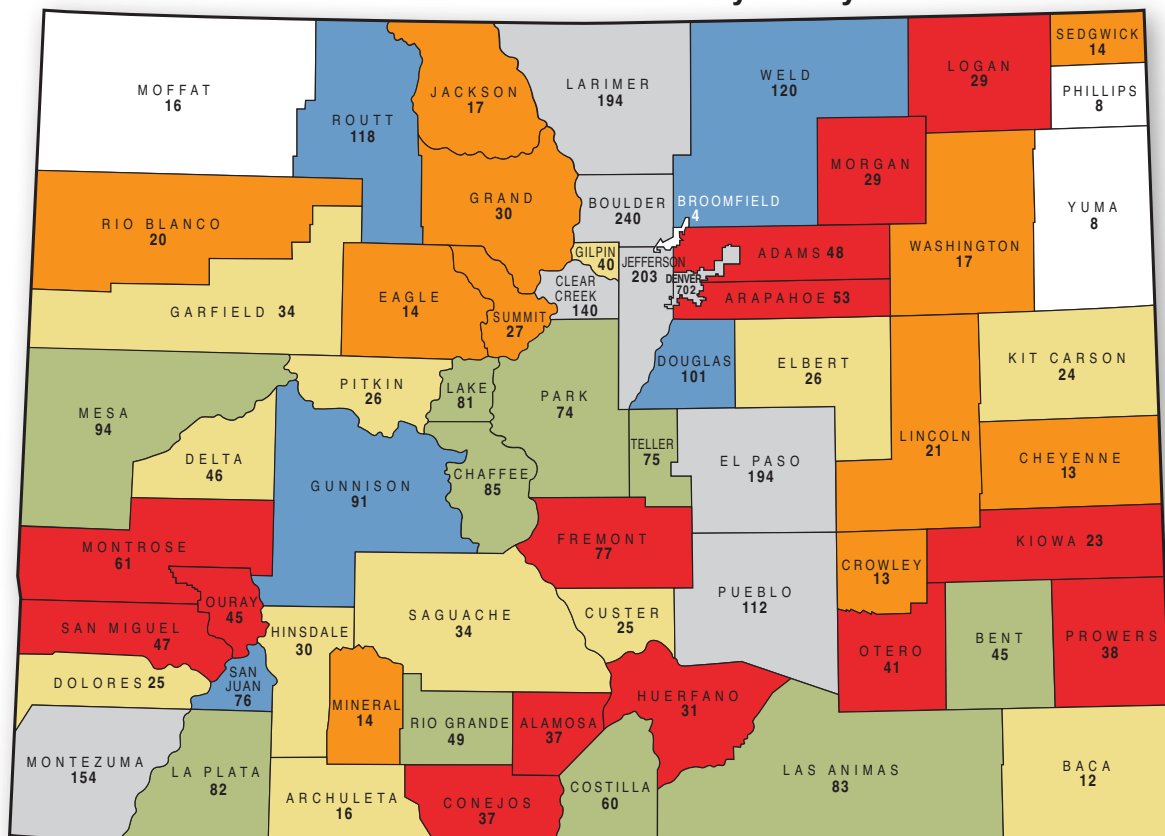 MOFFAT
16
ROUTT
118
JACKSON
17
LARIMER
194
WELD
120
LOGAN
29
SEDGWICK
14
PHILLIPS
8
MORGAN
29
YUMA
8
RIO BLANCO
20
GRAND
30
BOULDER
240
BROOMFIELD
4
GILPIN
40
JEFFERSON
203
ADAMS 48
WASHINGTON
17
DENVER
702
CLEAR
CREEK
140
ARAPAHOE 53
GARFIELD 34
EAGLE
14
SUMMIT
27
DOUGLAS
101
ELBERT
26
KIT CARSON
24
MESA
94
PITKIN
26
LAKE
81
PARK
74
TELLER
75
LINCOLN
21
CHEYENNE
13
DELTA
46
GUNNISON
91
CHAFFEE
85
EL PASO
194
MONTROSE
61
FREMONT
77
KIOWA 23
CROWLEY
13
OURAY
45
SAN MIGUEL
47
HINSDALE
30
SAGUACHE
34
CUSTER
25
PUEBLO
112
OTERO
41
BENT
45
PROWERS
38
DOLORES 25
SAN
JUAN
76
MINERAL
14
RIO GRANDE
49
ALAMOSA
37
HUERFANO
31
MONTEZUMA
154
LA PLATA
82
ARCHULETA
16
CONEJOS
37
COSTILLA
60
LAS ANIMAS
83
BACA
12